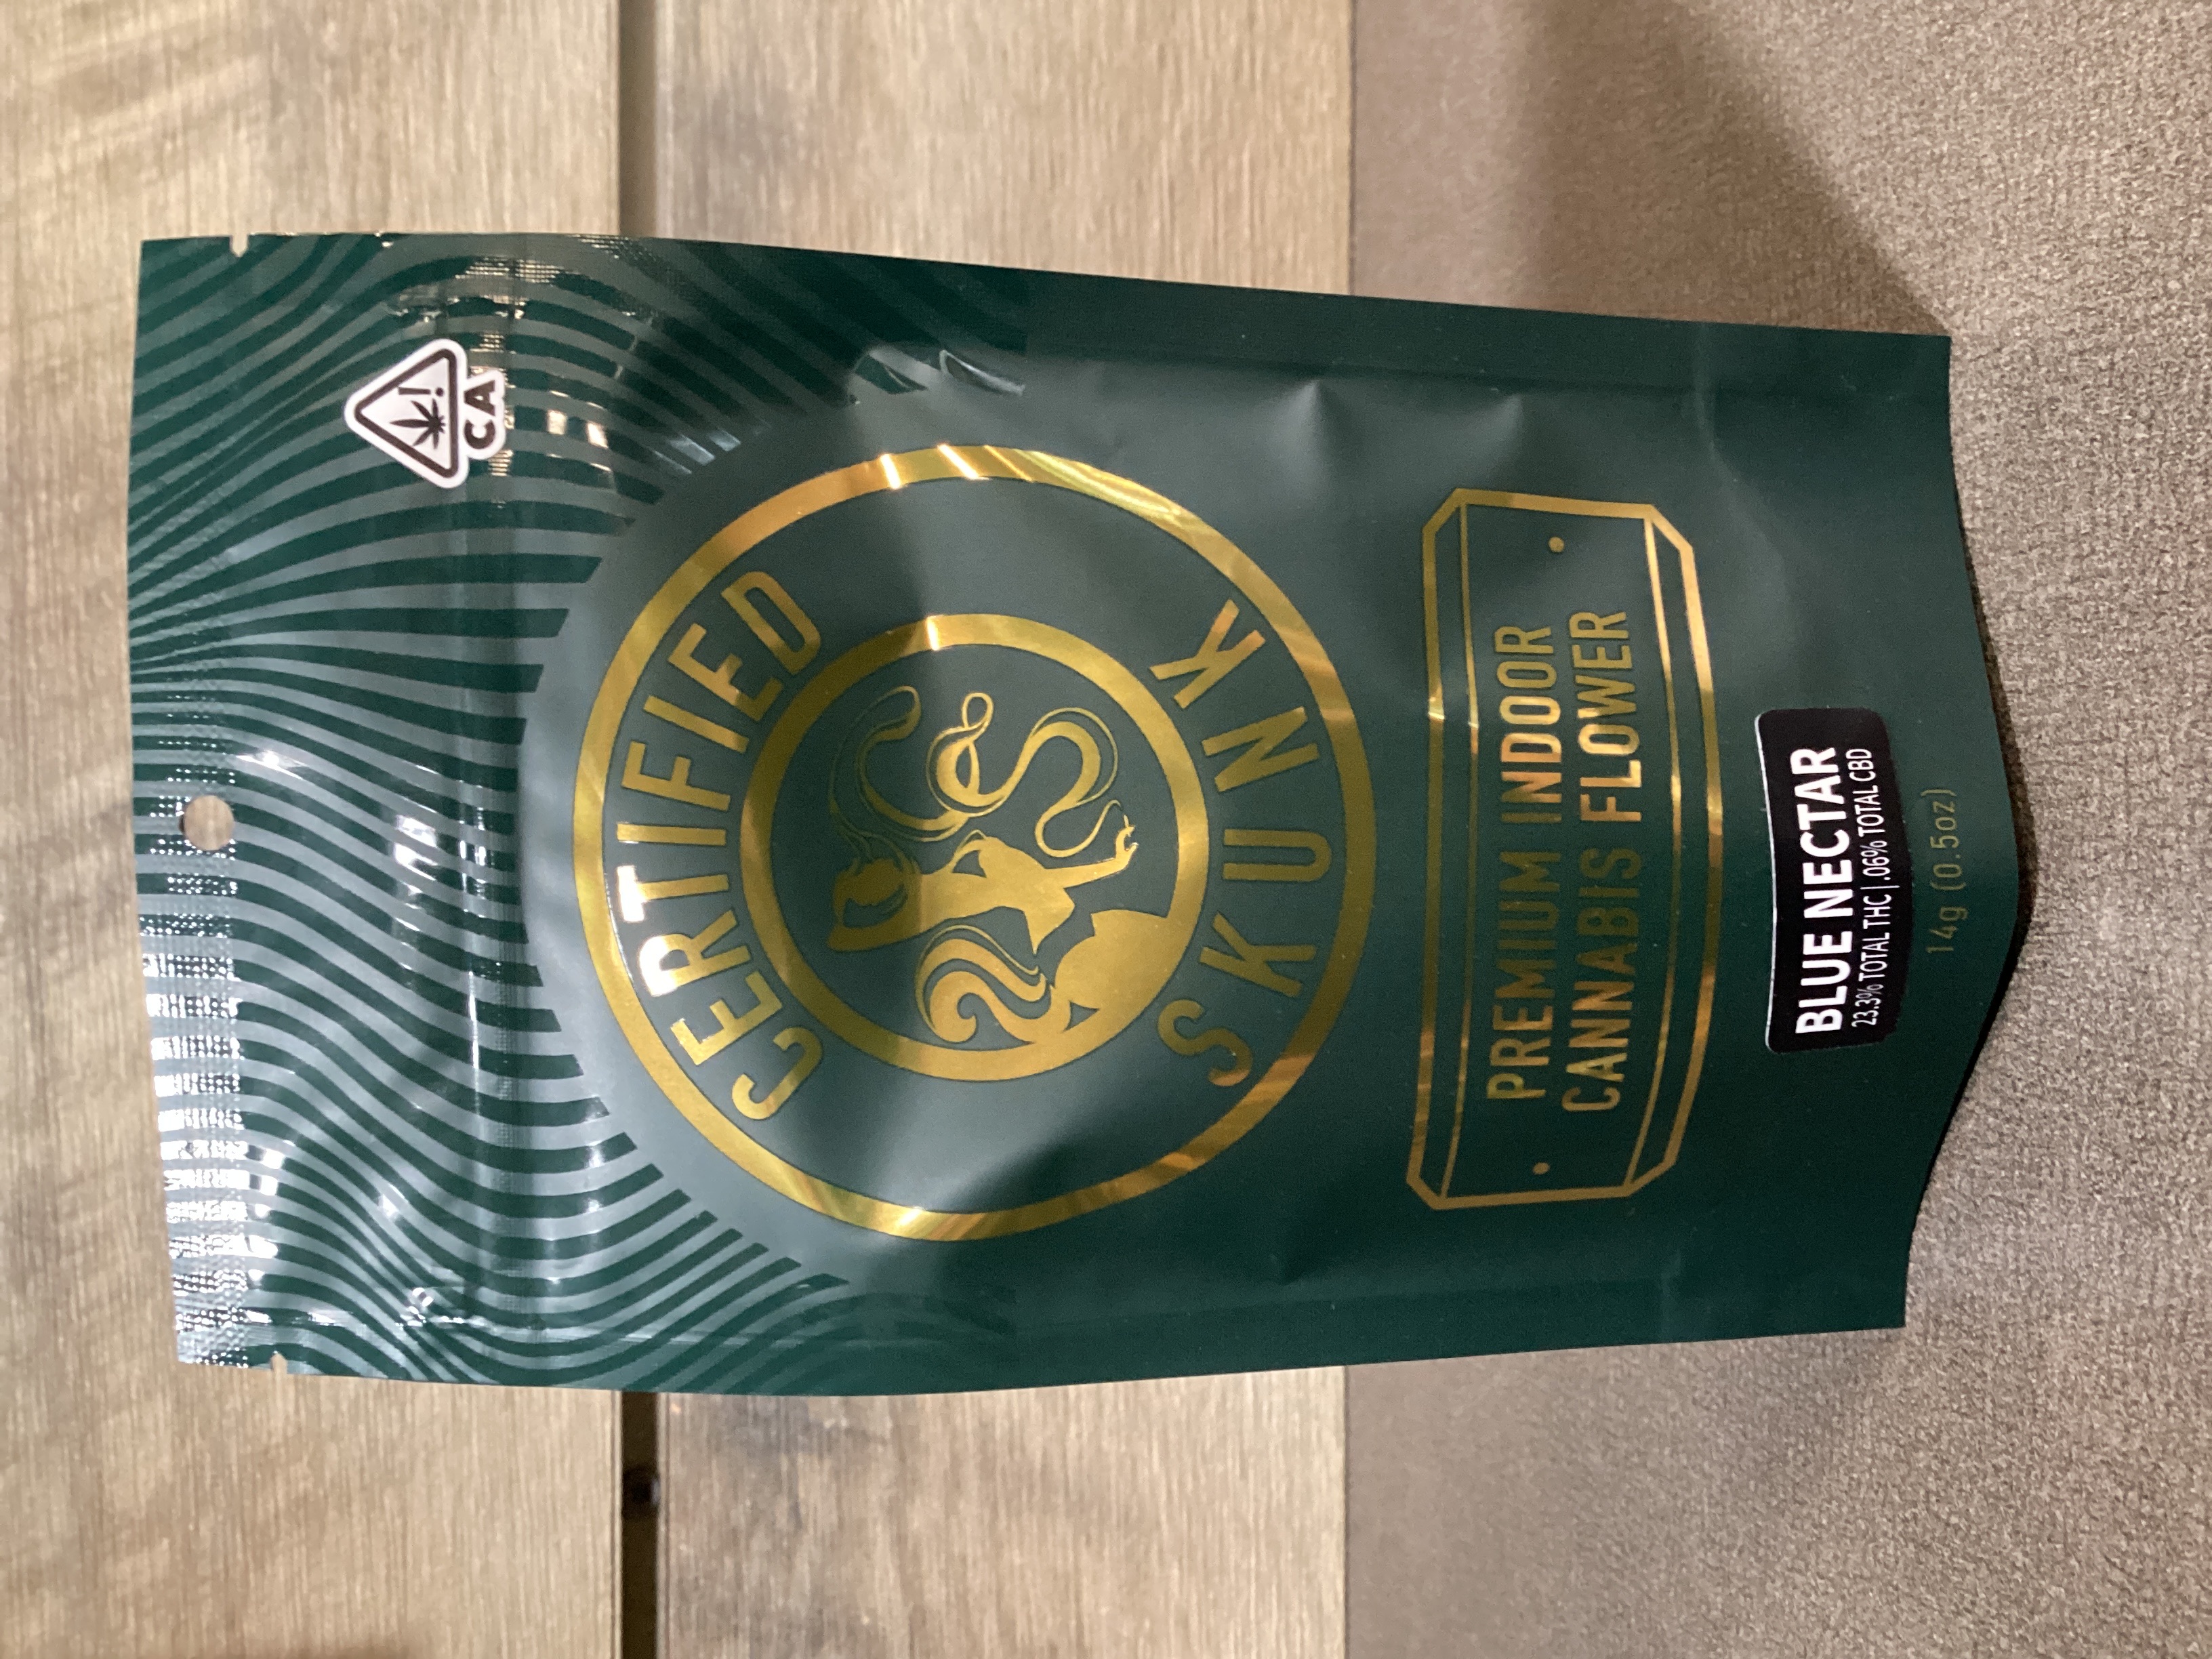 CA
CERTIFIED
SKUNK
PREMIUM INDOOR
CANNABIS FLOWER
BLUE NECTAR
23.3% TOTAL THC | .06% TOTAL CBD
14g (0.5oz)